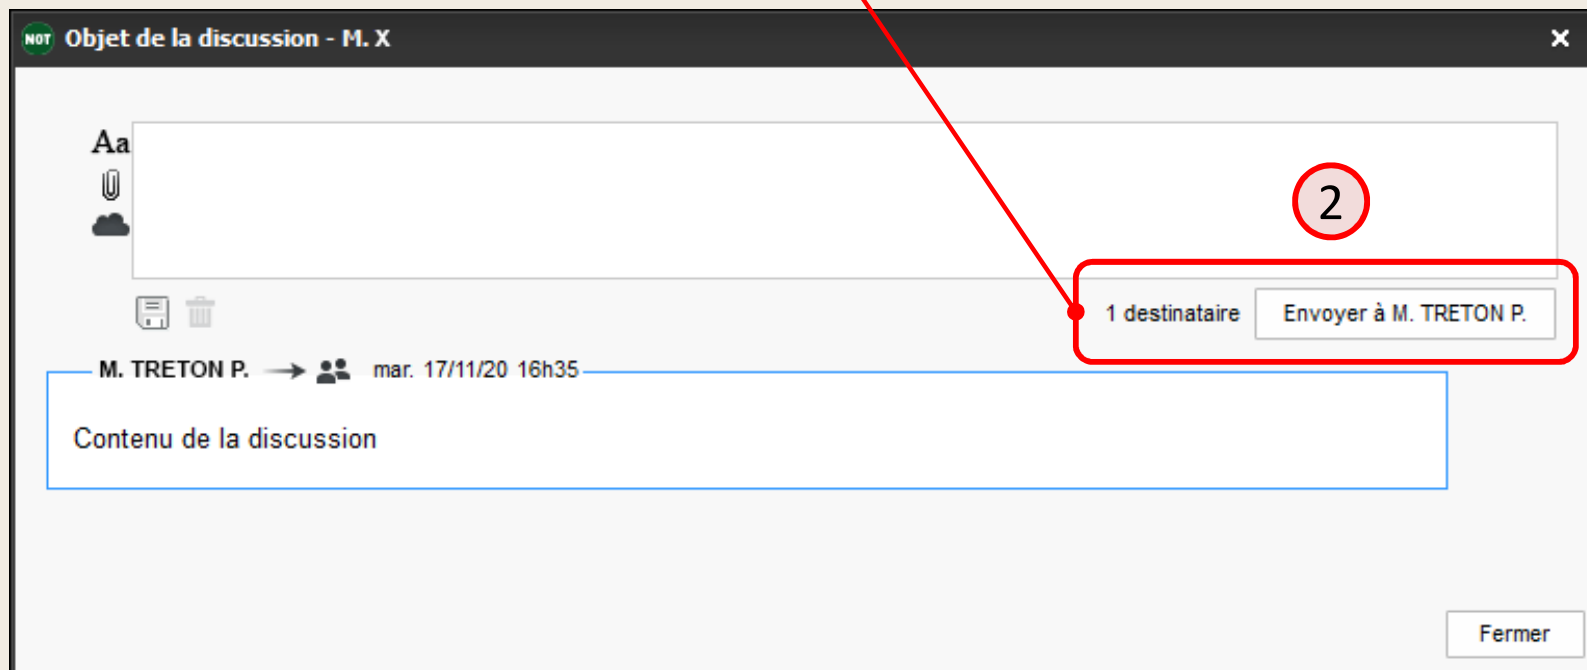 NOT Objet de la discussion - M. X
Aa
2
1 destinataire Envoyer à M. TRETON P.
M. TRETON P. mar. 17/11/20 16h35
Contenu de la discussion
Fermer